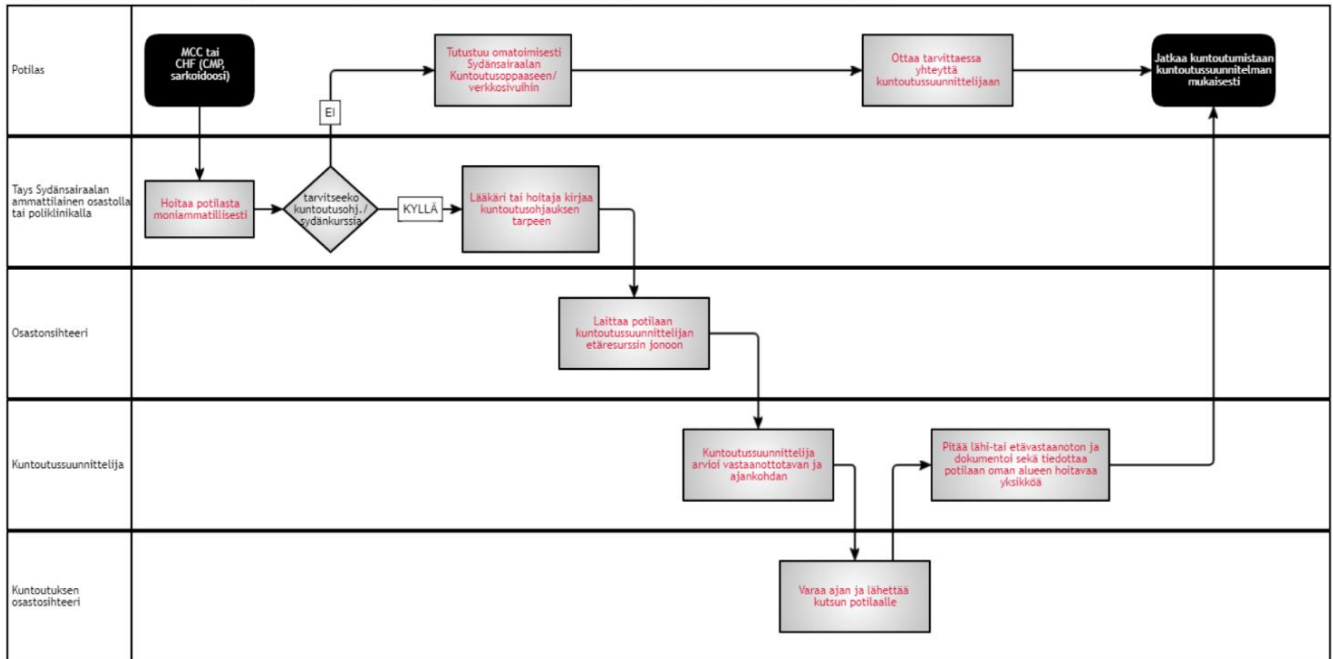 Potilas
MCC tai
CHF (CMP,
sarkoidoosi)
Tutustuu omatoimisesti
Sydänsairaalan
Kuntoutusoppaaseen/
verkkosivuihin
Ottaa tarvittaessa
yhteyttä
kuntoutussuunnittelijaan
Jatkaa kuntoutumistaan
kuntoutussuunnitelman
mukaisesti
EI
Tays Sydänsairaalan
ammattilainen osastolla
tai poliklinikalla
Hoitaa potilasta
moniammatillisesti
tarvitseeko
kuntoutusohj./
sydänkurssia
KYLLÄ
Lääkäri tai hoitaja kirjaa
kuntoutusohjauksen
tarpeen
Osastonsihteeri
Laittaa potilaan
kuntoutussuunnittelijan
etäresurssin jonoon
Kuntoutussuunnittelija
Kuntoutussuunnittelija
arvioi vastaanottotavan ja
ajankohdan
Pitää lähi-tai etävastaanoton ja
dokumentoi sekä tiedottaa
potilaan oman alueen hoitavaa
yksikköä
Kuntoutuksen
osastosihteeri
Varaa ajan ja lähettää
kutsun potilaalle